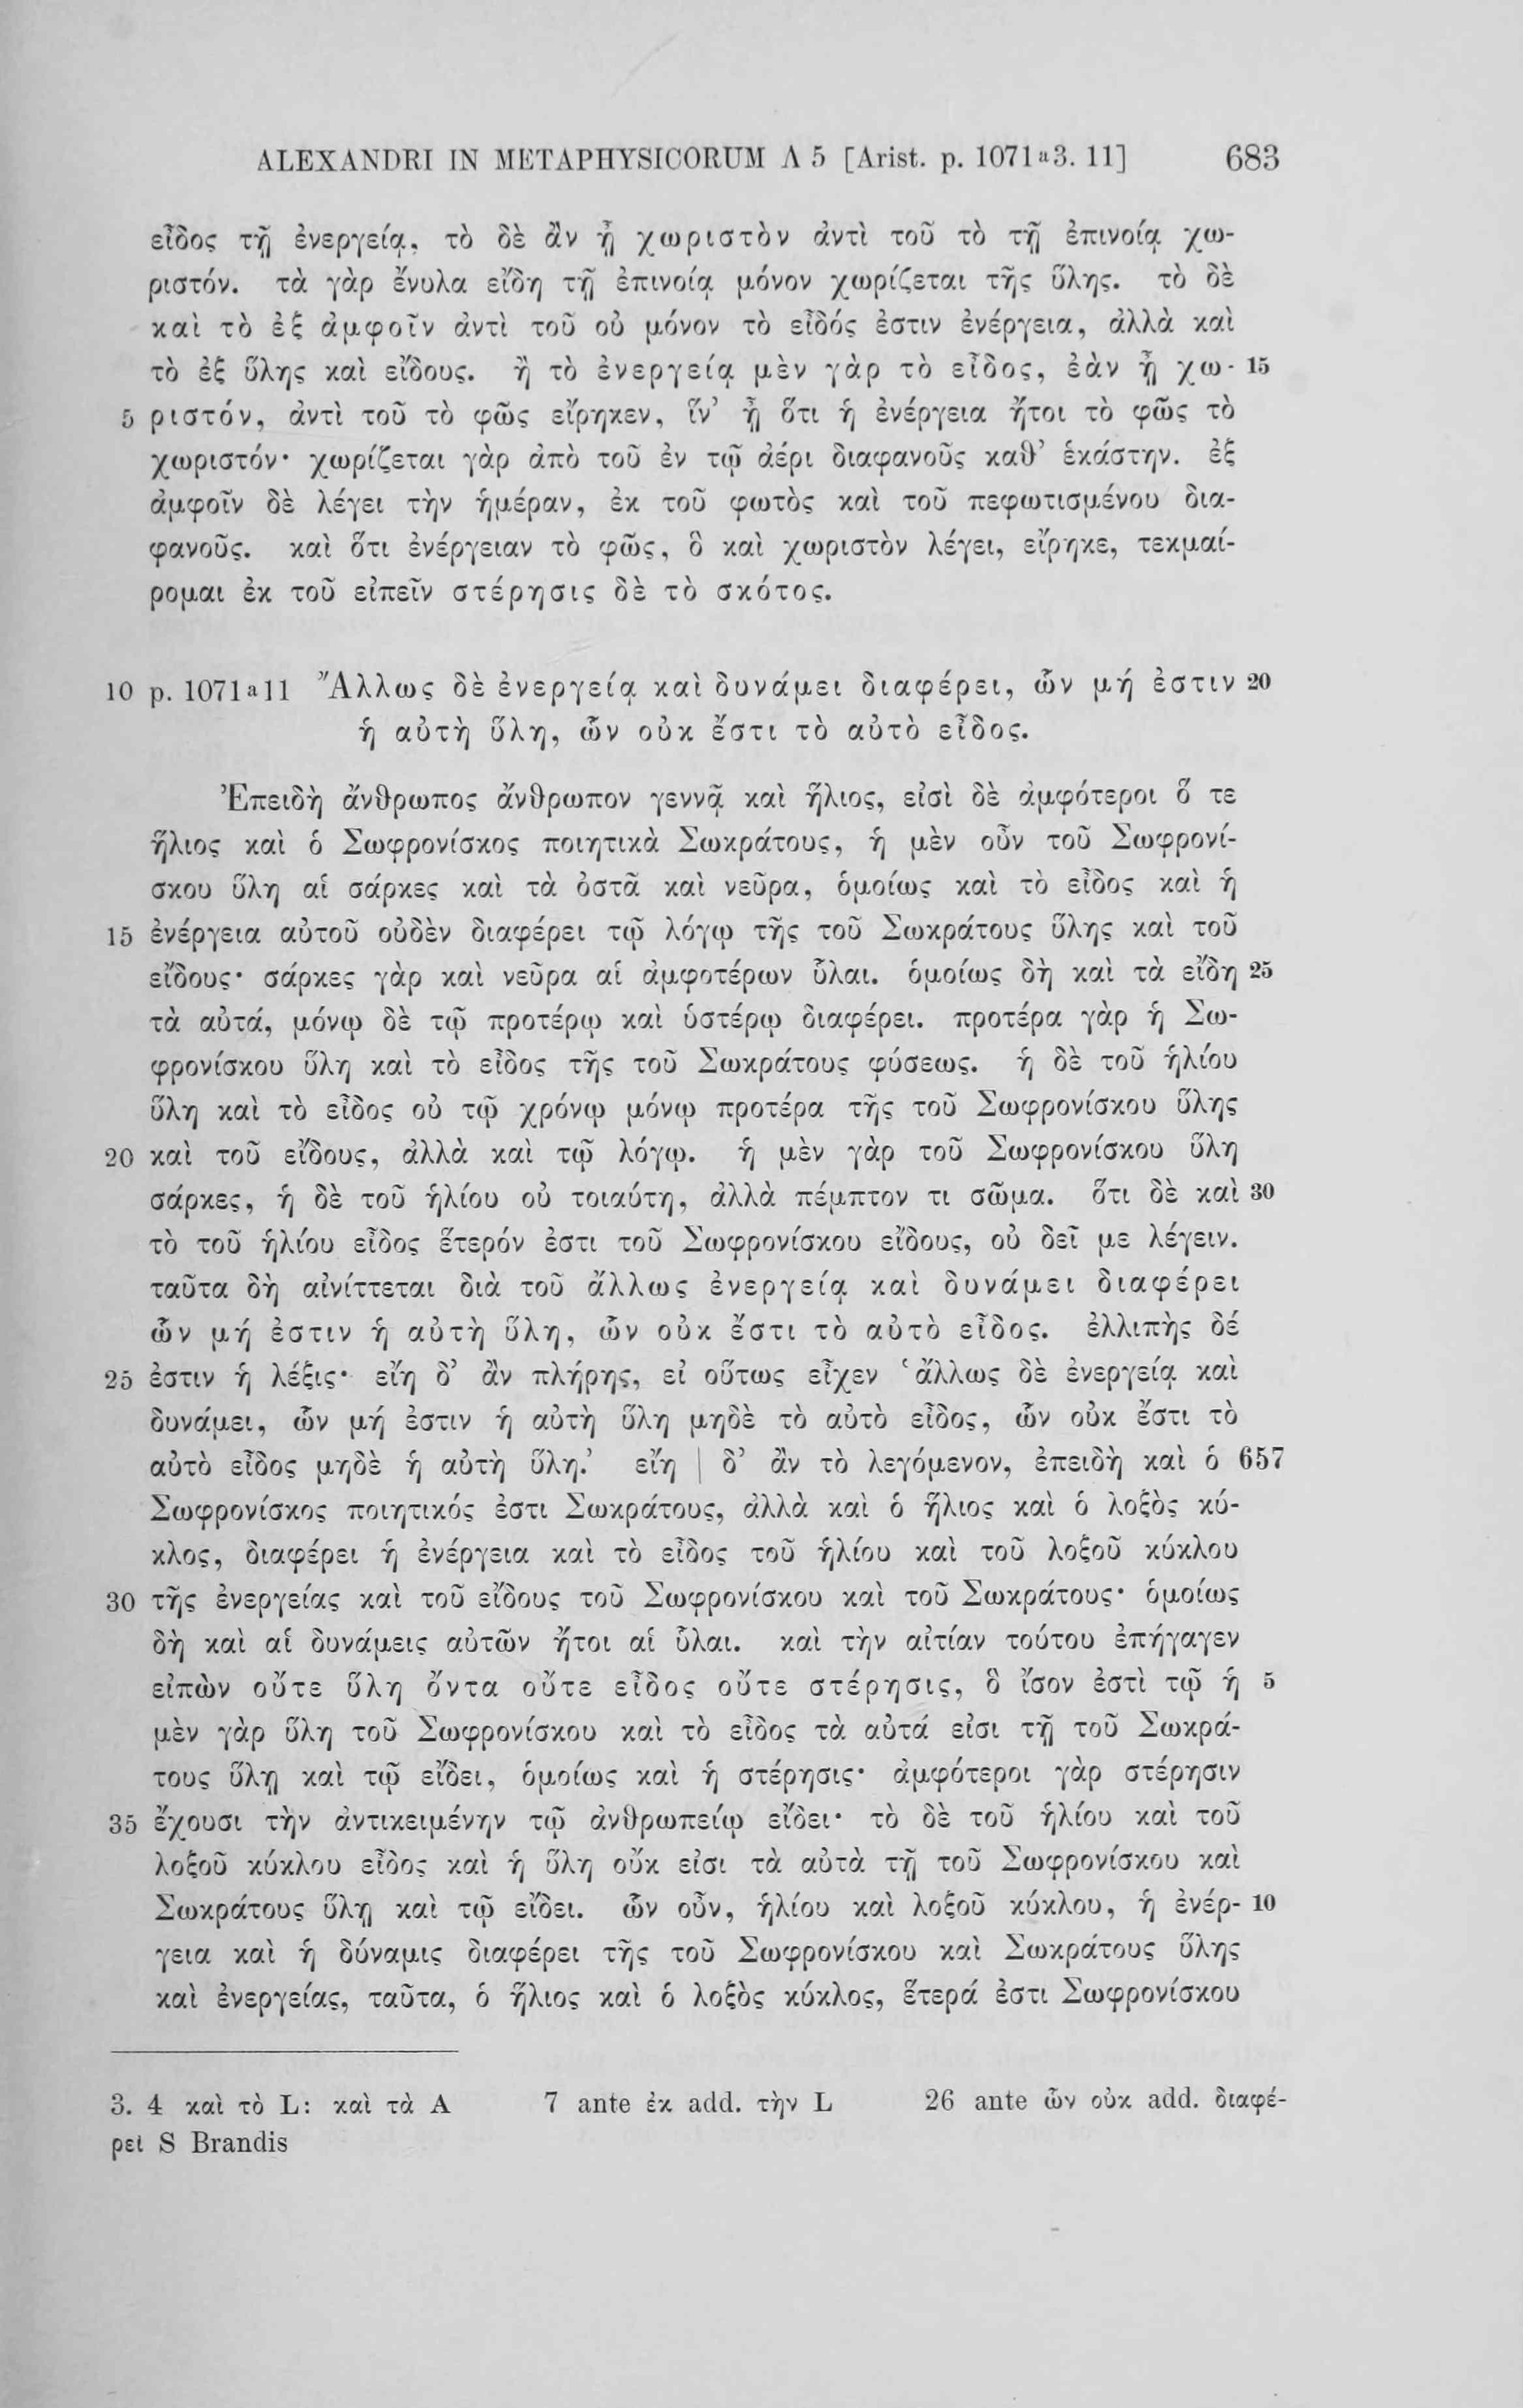 ALEXANDRI IN METAPHYSICORUM Λ 5 [Arist. p. 1071a3. 11] 683
εἶδος τῇ ἐνεργείᾳ, τὸ δὲ ἂν ᾖ χωριστὸν ἀντὶ τοῦ τὸ τῇ ἐπινοίᾳ χω-
ριστόν. τὰ γὰρ ἔνυλα εἴδη τῇ ἐπινοίᾳ μόνον χωρίζεται τῆς ὕλης. τὸ δὲ
καὶ τὸ ἐξ ἀμφοῖν ἀντὶ τοῦ οὐ μόνον τὸ εἶδός ἐστιν ἐνέργεια, ἀλλὰ καὶ
τὸ ἐξ ὕλης καὶ εἴδους. ἢ τὸ ἐνεργείᾳ μὲν γὰρ τὸ εἶδος, ἐὰν ᾖ χω- 15
5 ριστόν, ἀντὶ τοῦ τὸ φῶς εἴρηκεν, ἵν’ ᾖ ὅτι ἡ ἐνέργεια ἤτοι τὸ φῶς τὸ
χωριστόν· χωρίζεται γὰρ ἀπὸ τοῦ ἐν τῷ ἀέρι διαφανοῦς καθ’ ἑκάστην. ἐξ
ἀμφοῖν δὲ λέγει τὴν ἡμέραν, ἐκ τοῦ φωτὸς καὶ τοῦ πεφωτισμένου δια-
φανοῦς. καὶ ὅτι ἐνέργειαν τὸ φῶς, ὃ καὶ χωριστὸν λέγει, εἴρηκε, τεκμαί-
ρομαι ἐκ τοῦ εἰπεῖν στέρησις δὲ τὸ σκότος.
10 p. 1071a11 Ἄλλως δὲ ἐνεργείᾳ καὶ δυνάμει διαφέρει, ὧν μή ἐστιν 20
ἡ αὐτὴ ὕλη, ὧν οὐκ ἔστι τὸ αὐτὸ εἶδος.
Ἐπειδὴ ἄνθρωπος ἄνθρωπον γεννᾷ καὶ ἥλιος, εἰσὶ δὲ ἀμφότεροι ὅ τε
ἥλιος καὶ ὁ Σωφρονίσκος ποιητικὰ Σωκράτους, ἡ μὲν οὖν τοῦ Σωφρονί-
σκου ὕλη αἱ σάρκες καὶ τὰ ὀστᾶ καὶ νεῦρα, ὁμοίως καὶ τὸ εἶδος καὶ ἡ
15 ἐνέργεια αὐτοῦ οὐδὲν διαφέρει τῷ λόγῳ τῆς τοῦ Σωκράτους ὕλης καὶ τοῦ
εἴδους· σάρκες γὰρ καὶ νεῦρα αἱ ἀμφοτέρων ὗλαι. ὁμοίως δὴ καὶ τὰ εἴδη 25
τὰ αὐτά, μόνῳ δὲ τῷ προτέρῳ καὶ ὑστέρῳ διαφέρει. προτέρα γὰρ ἡ Σω-
φρονίσκου ὕλη καὶ τὸ εἶδος τῆς τοῦ Σωκράτους φύσεως. ἡ δὲ τοῦ ἡλίου
ὕλη καὶ τὸ εἶδος οὐ τῷ χρόνῳ μόνῳ προτέρα τῆς τοῦ Σωφρονίσκου ὕλης
20 καὶ τοῦ εἴδους, ἀλλὰ καὶ τῷ λόγῳ. ἡ μὲν γὰρ τοῦ Σωφρονίσκου ὕλη
σάρκες, ἡ δὲ τοῦ ἡλίου οὐ τοιαύτη, ἀλλὰ πέμπτον τι σῶμα. ὅτι δὲ καὶ 30
τὸ τοῦ ἡλίου εἶδος ἕτερόν ἐστι τοῦ Σωφρονίσκου εἴδους, οὐ δεῖ με λέγειν.
ταῦτα δὴ αἰνίττεται διὰ τοῦ ἄλλως ἐνεργείᾳ καὶ δυνάμει διαφέρει
ὧν μή ἐστιν ἡ αὐτὴ ὕλη, ὧν οὐκ ἔστι τὸ αὐτὸ εἶδος. ἐλλιπὴς δέ
25 ἐστιν ἡ λέξις· εἴη δ’ ἂν πλήρης, εἰ οὕτως εἶχεν ‘ἄλλως δὲ ἐνεργείᾳ καὶ
δυνάμει, ὧν μή ἐστιν ἡ αὐτὴ ὕλη μηδὲ τὸ αὐτὸ εἶδος, ὧν οὐκ ἔστι τὸ
αὐτὸ εἶδος μηδὲ ἡ αὐτὴ ὕλη.’ εἴη | δ’ ἂν τὸ λεγόμενον, ἐπειδὴ καὶ ὁ 657
Σωφρονίσκος ποιητικός ἐστι Σωκράτους, ἀλλὰ καὶ ὁ ἥλιος καὶ ὁ λοξὸς κύ-
κλος, διαφέρει ἡ ἐνέργεια καὶ τὸ εἶδος τοῦ ἡλίου καὶ τοῦ λοξοῦ κύκλου
30 τῆς ἐνεργείας καὶ τοῦ εἴδους τοῦ Σωφρονίσκου καὶ τοῦ Σωκράτους· ὁμοίως
δὴ καὶ αἱ δυνάμεις αὐτῶν ἤτοι αἱ ὗλαι. καὶ τὴν αἰτίαν τούτου ἐπήγαγεν
εἰπὼν οὔτε ὕλη ὄντα οὔτε εἶδος οὔτε στέρησις, ὃ ἴσον ἐστὶ τῷ ἡ 5
μὲν γὰρ ὕλη τοῦ Σωφρονίσκου καὶ τὸ εἶδος τὰ αὐτά εἰσι τῇ τοῦ Σωκρά-
τους ὕλῃ καὶ τῷ εἴδει, ὁμοίως καὶ ἡ στέρησις· ἀμφότεροι γὰρ στέρησιν
35 ἔχουσι τὴν ἀντικειμένην τῷ ἀνθρωπείῳ εἴδει· τὸ δὲ τοῦ ἡλίου καὶ τοῦ
λοξοῦ κύκλου εἶδος καὶ ἡ ὕλη οὔκ εἰσι τὰ αὐτὰ τῇ τοῦ Σωφρονίσκου καὶ
Σωκράτους ὕλῃ καὶ τῷ εἴδει. ὧν οὖν, ἡλίου καὶ λοξοῦ κύκλου, ἡ ἐνέρ- 10
γεια καὶ ἡ δύναμις διαφέρει τῆς τοῦ Σωφρονίσκου καὶ Σωκράτους ὕλης
καὶ ἐνεργείας, ταῦτα, ὁ ἥλιος καὶ ὁ λοξὸς κύκλος, ἕτερά ἐστι Σωφρονίσκου
3. 4 καὶ τὸ L: καὶ τὰ A 7 ante ἐκ add. τὴν L 26 ante ὧν οὐκ add. διαφέ-
ρει S Brandis